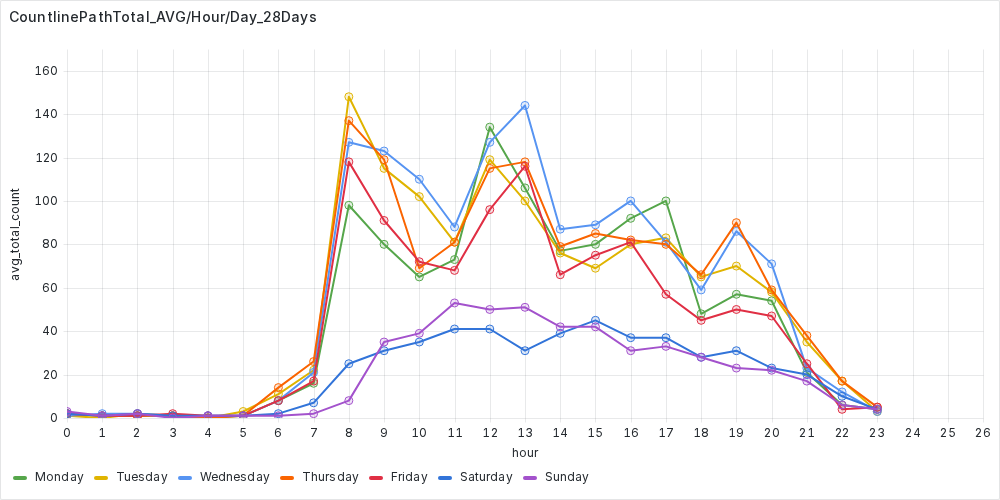 CountlinePathTotal_AVG/Hour/Day_28Days
160
140
120
100
80
60
40
20
0
avg_total_count
0 1 2 3 4 5 6 7 8 9 10 11 12 13 14 15 16 17 18 19 20 21 22 23 24 25 26
hour
Monday Tuesday Wednesday Thursday Friday Saturday Sunday